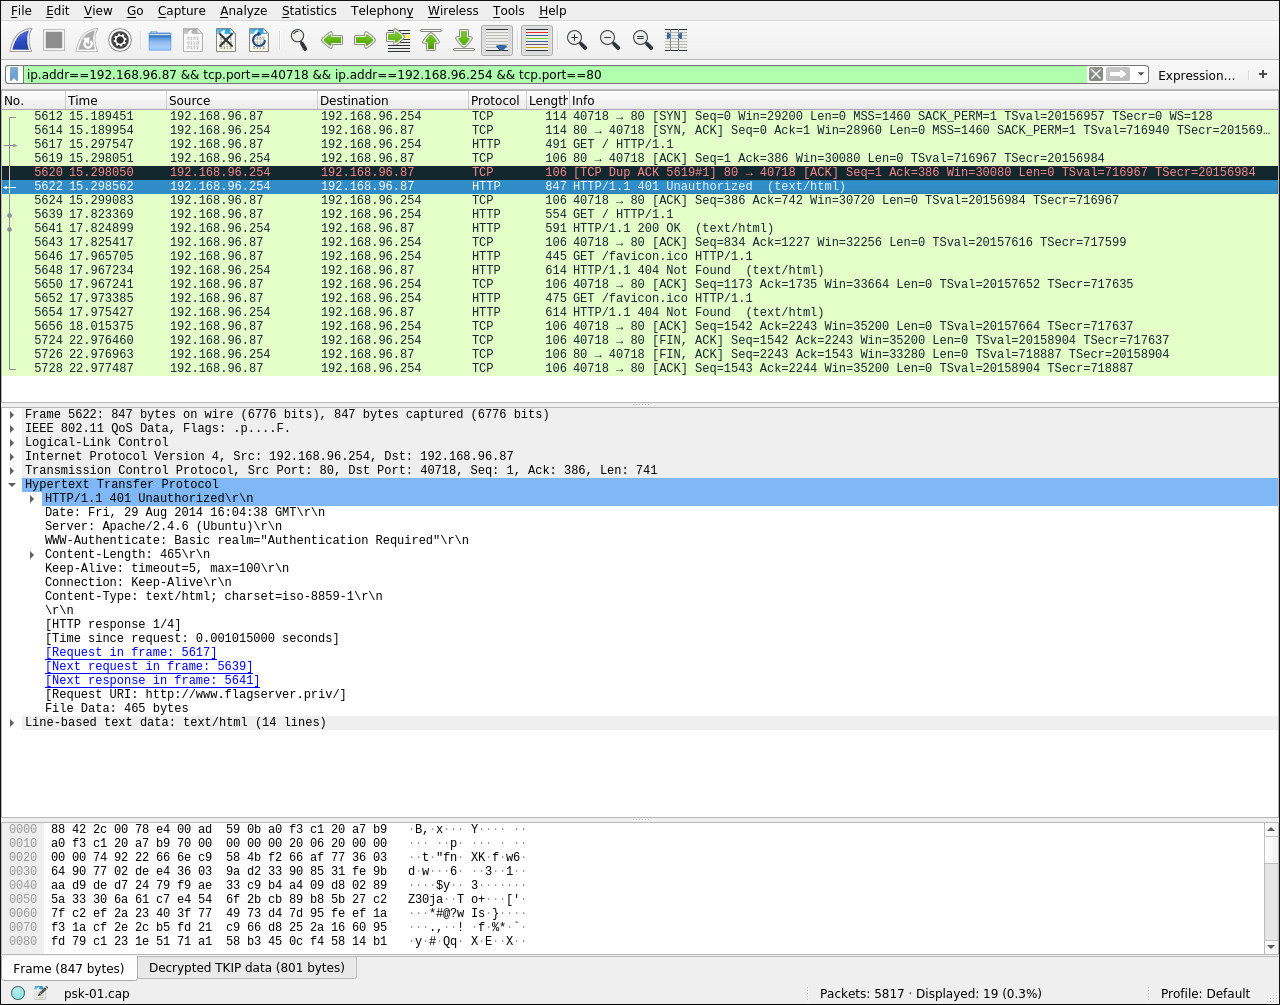 File Edit View Go Capture Analyze Statistics Telephony Wireless Tools Help
ip.addr==192.168.96.87 && tcp.port==40718 && ip.addr==192.168.96.254 && tcp.port==80 Expression... +
No. Time Source Destination Protocol Length Info
5612 15.189451 192.168.96.87 192.168.96.254 TCP 114 40718 → 80 [SYN] Seq=0 Win=29200 Len=0 MSS=1460 SACK_PERM=1 TSval=20156957 TSecr=0 WS=128
5614 15.189954 192.168.96.254 192.168.96.87 TCP 114 80 → 40718 [SYN, ACK] Seq=0 Ack=1 Win=28960 Len=0 MSS=1460 SACK_PERM=1 TSval=716940 TSecr=201569…
5617 15.297547 192.168.96.87 192.168.96.254 HTTP 491 GET / HTTP/1.1
5619 15.298051 192.168.96.254 192.168.96.87 TCP 106 80 → 40718 [ACK] Seq=1 Ack=386 Win=30080 Len=0 TSval=716967 TSecr=20156984
5620 15.298050 192.168.96.254 192.168.96.87 TCP 106 [TCP Dup ACK 5619#1] 80 → 40718 [ACK] Seq=1 Ack=386 Win=30080 Len=0 TSval=716967 TSecr=20156984
5622 15.298562 192.168.96.254 192.168.96.87 HTTP 847 HTTP/1.1 401 Unauthorized (text/html)
5624 15.299083 192.168.96.87 192.168.96.254 TCP 106 40718 → 80 [ACK] Seq=386 Ack=742 Win=30720 Len=0 TSval=20156984 TSecr=716967
5639 17.823369 192.168.96.87 192.168.96.254 HTTP 554 GET / HTTP/1.1
5641 17.824899 192.168.96.254 192.168.96.87 HTTP 591 HTTP/1.1 200 OK (text/html)
5643 17.825417 192.168.96.87 192.168.96.254 TCP 106 40718 → 80 [ACK] Seq=834 Ack=1227 Win=32256 Len=0 TSval=20157616 TSecr=717599
5646 17.965705 192.168.96.87 192.168.96.254 HTTP 445 GET /favicon.ico HTTP/1.1
5648 17.967234 192.168.96.254 192.168.96.87 HTTP 614 HTTP/1.1 404 Not Found (text/html)
5650 17.967241 192.168.96.87 192.168.96.254 TCP 106 40718 → 80 [ACK] Seq=1173 Ack=1735 Win=33664 Len=0 TSval=20157652 TSecr=717635
5652 17.973385 192.168.96.87 192.168.96.254 HTTP 475 GET /favicon.ico HTTP/1.1
5654 17.975427 192.168.96.254 192.168.96.87 HTTP 614 HTTP/1.1 404 Not Found (text/html)
5656 18.015375 192.168.96.87 192.168.96.254 TCP 106 40718 → 80 [ACK] Seq=1542 Ack=2243 Win=35200 Len=0 TSval=20157664 TSecr=717637
5724 22.976460 192.168.96.87 192.168.96.254 TCP 106 40718 → 80 [FIN, ACK] Seq=1542 Ack=2243 Win=35200 Len=0 TSval=20158904 TSecr=717637
5726 22.976963 192.168.96.254 192.168.96.87 TCP 106 80 → 40718 [FIN, ACK] Seq=2243 Ack=1543 Win=33280 Len=0 TSval=718887 TSecr=20158904
5728 22.977487 192.168.96.87 192.168.96.254 TCP 106 40718 → 80 [ACK] Seq=1543 Ack=2244 Win=35200 Len=0 TSval=20158904 TSecr=718887
Frame 5622: 847 bytes on wire (6776 bits), 847 bytes captured (6776 bits)
IEEE 802.11 QoS Data, Flags: .p....F.
Logical-Link Control
Internet Protocol Version 4, Src: 192.168.96.254, Dst: 192.168.96.87
Transmission Control Protocol, Src Port: 80, Dst Port: 40718, Seq: 1, Ack: 386, Len: 741
Hypertext Transfer Protocol
HTTP/1.1 401 Unauthorized\r\n
Date: Fri, 29 Aug 2014 16:04:38 GMT\r\n
Server: Apache/2.4.6 (Ubuntu)\r\n
WWW-Authenticate: Basic realm="Authentication Required"\r\n
Content-Length: 465\r\n
Keep-Alive: timeout=5, max=100\r\n
Connection: Keep-Alive\r\n
Content-Type: text/html; charset=iso-8859-1\r\n
\r\n
[HTTP response 1/4]
[Time since request: 0.001015000 seconds]
[Request in frame: 5617]
[Next request in frame: 5639]
[Next response in frame: 5641]
[Request URI: http://www.flagserver.priv/]
File Data: 465 bytes
Line-based text data: text/html (14 lines)
0000 88 42 2c 00 78 e4 00 ad 59 0b a0 f3 c1 20 a7 b9 ·B,·x··· Y···· ··
0010 a0 f3 c1 20 a7 b9 70 00 00 00 00 20 06 20 00 00 ··· ··p· ··· · ··
0020 00 00 74 92 22 66 6e c9 58 4b f2 66 af 77 36 03 ··t·"fn· XK·f·w6·
0030 64 90 77 02 de e4 36 03 9a d2 33 90 85 31 fe 9b d·w···6· ··3··1··
0040 aa d9 de d7 24 79 f9 ae 33 c9 b4 a4 09 d8 02 89 ····$y·· 3·······
0050 5a 33 30 6a 61 c7 e4 54 6f 2b cb 89 b8 5b 27 c2 Z30ja··T o+···['·
0060 7f c2 ef 2a 23 40 3f 77 49 73 d4 7d 95 fe ef 1a ···*#@?w Is·}····
0070 f3 1a cf 2e 2c b5 fd 21 c9 66 d8 25 2a 16 60 95 ···.,··! ·f·%*·`·
0080 fd 79 c1 23 1e 51 71 a1 58 b3 45 0c f4 58 14 b1 ·y·#·Qq· X·E··X··
Frame (847 bytes) Decrypted TKIP data (801 bytes)
psk-01.cap Packets: 5817 · Displayed: 19 (0.3%) Profile: Default